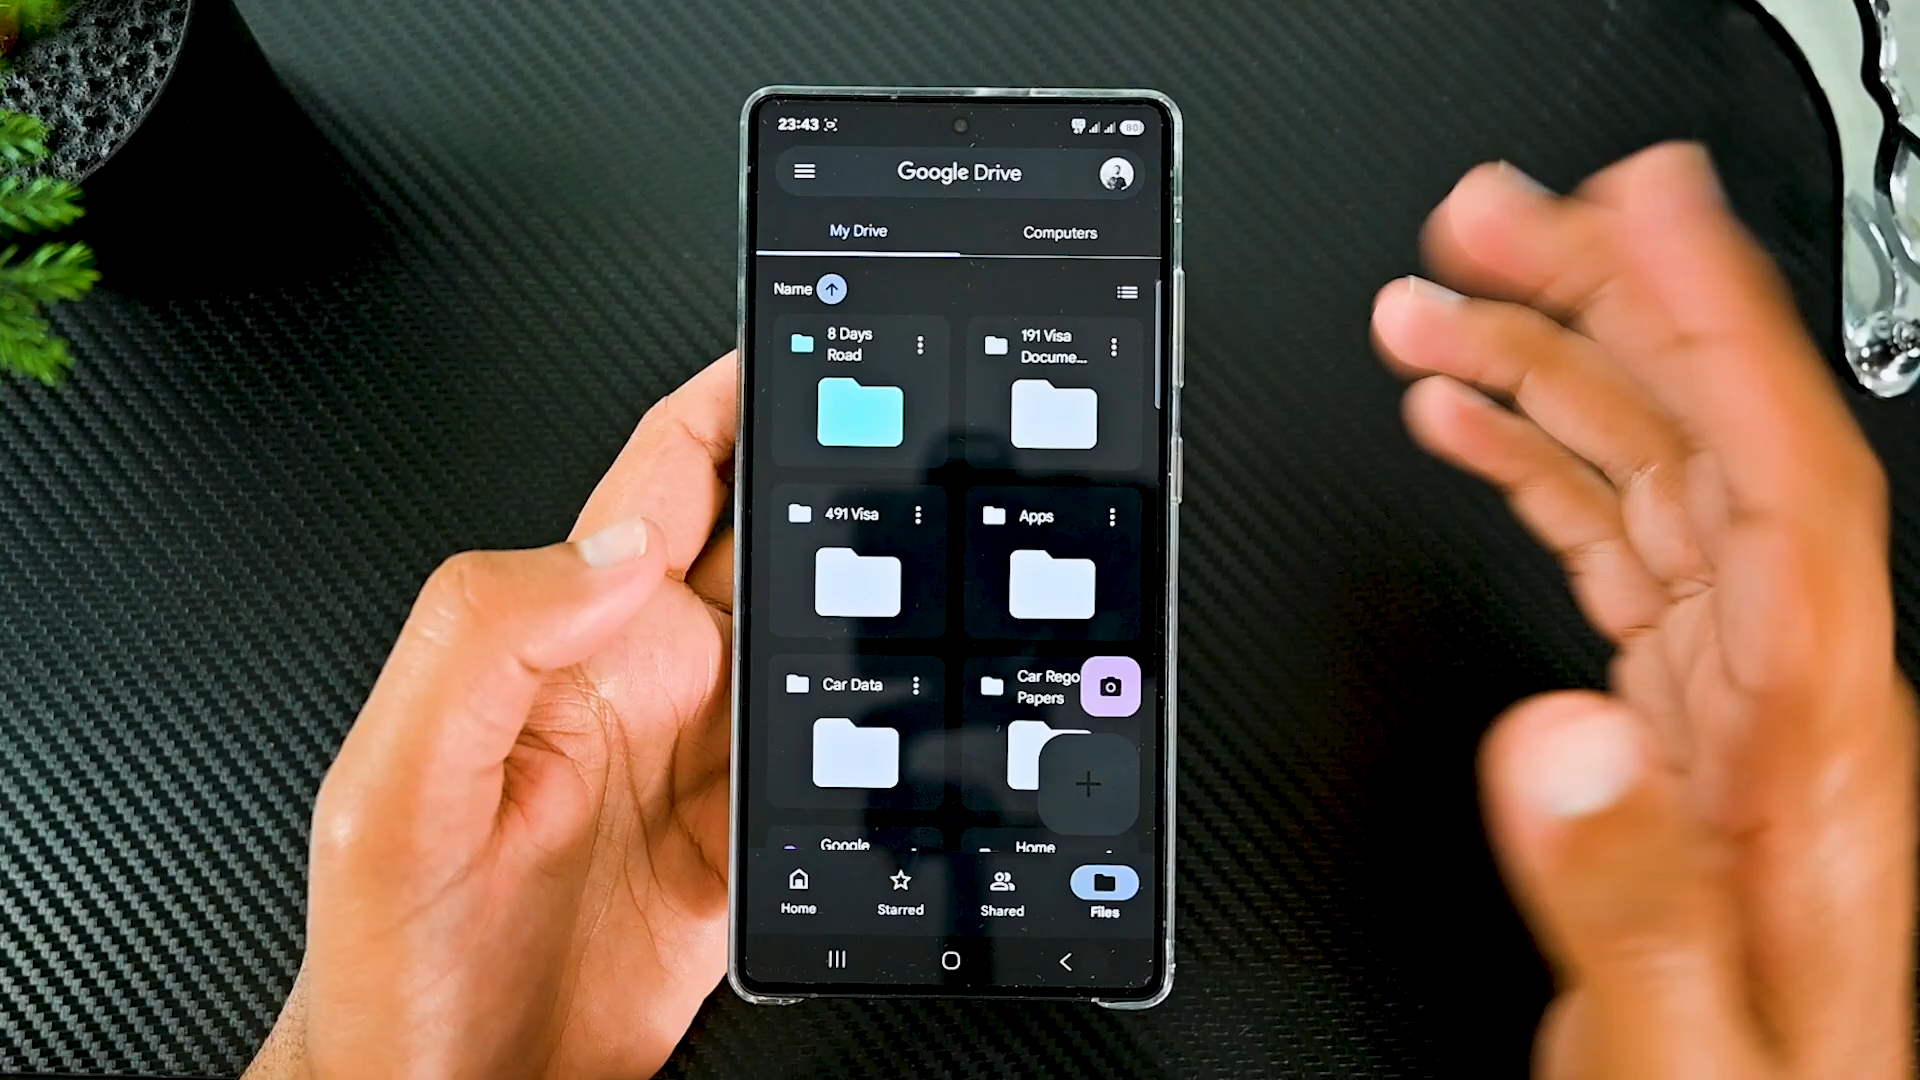 23:43
80
Google Drive
My Drive
Computers
Name
8 Days
Road
191 Visa
Docume...
491 Visa
Apps
Car Data
Car Rego
Papers
Google
Home
Home
Starred
Shared
Files